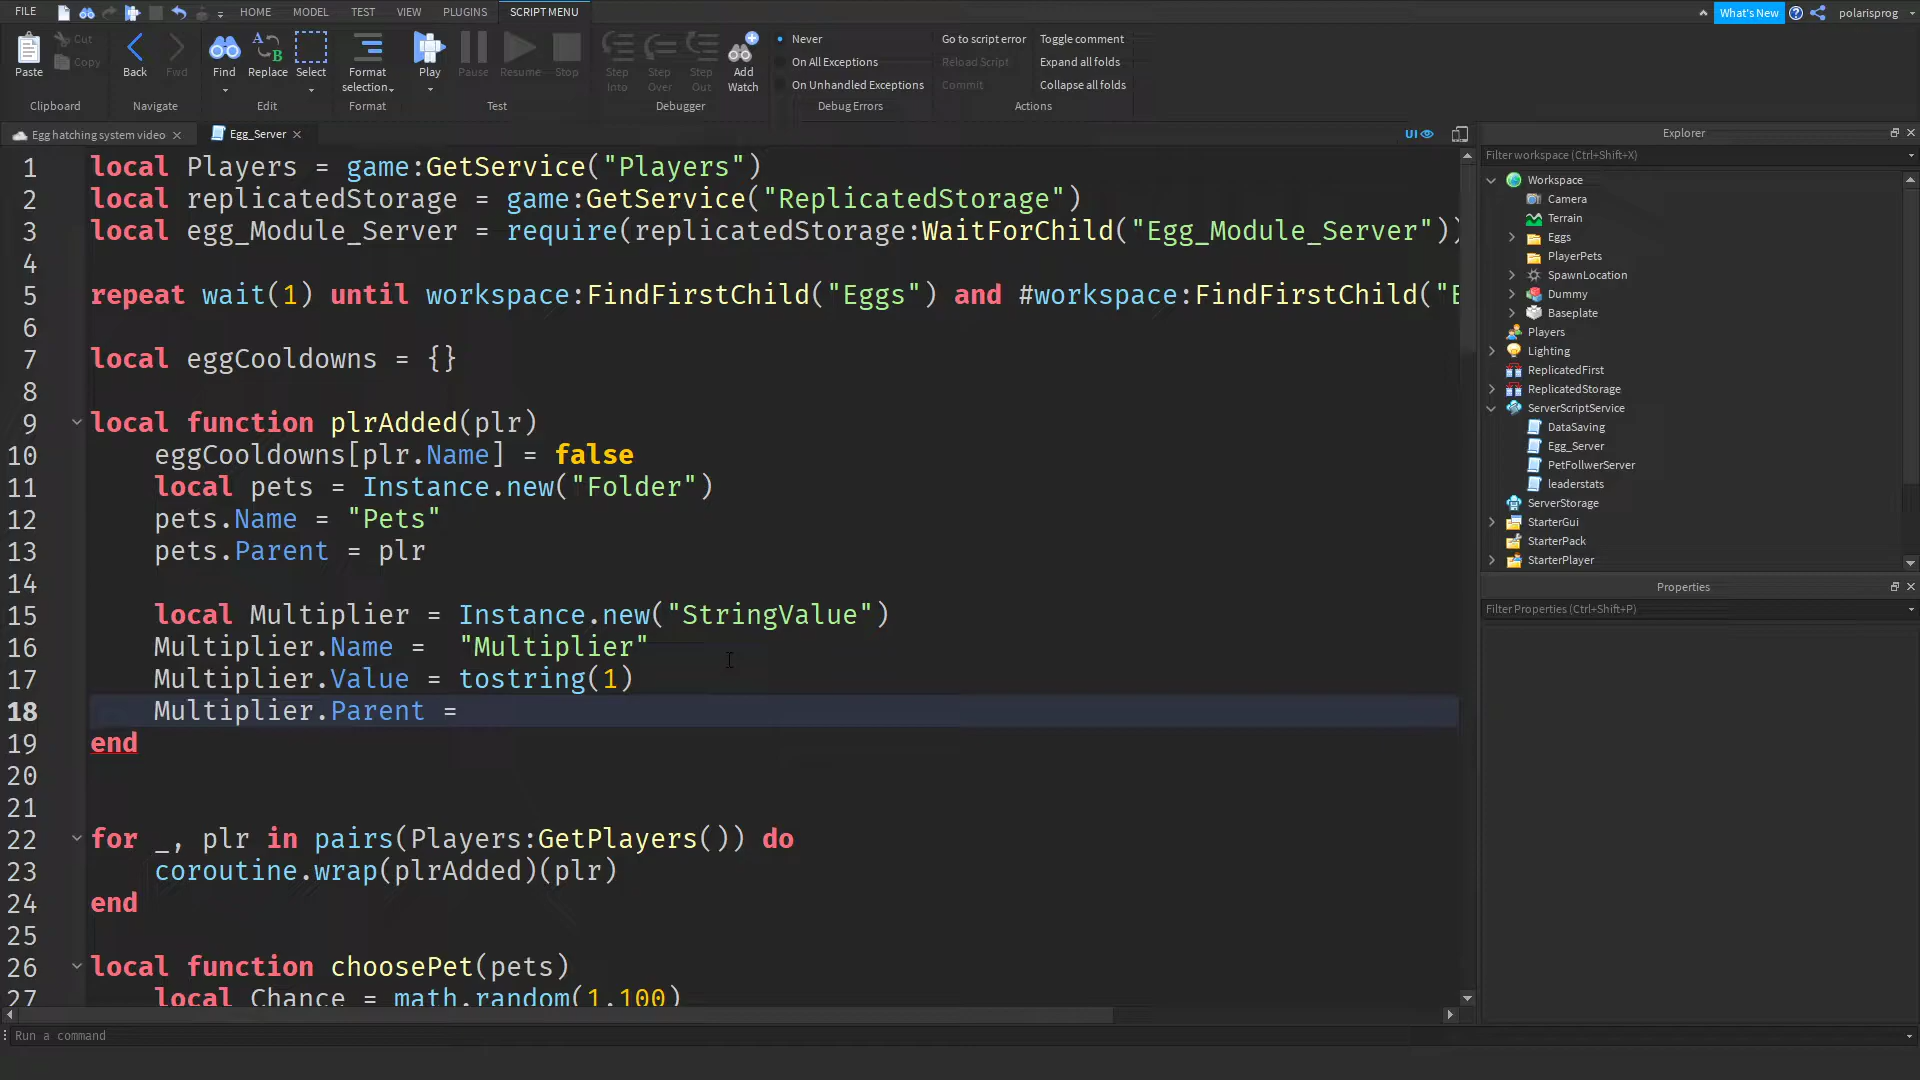 FILE HOME MODEL TEST VIEW PLUGINS SCRIPT MENU What's New polarisprog
Paste Cut Copy Back Fwd Find Replace Select Format selection Play Pause Resume Stop Step Into Step Over Step Out Add Watch
Never Go to script error Toggle comment
On All Exceptions Reload Script Expand all folds
On Unhandled Exceptions Commit Collapse all folds
Clipboard Navigate Edit Format Test Debugger Debug Errors Actions
Egg hatching system video Egg_Server UI
1 local Players = game:GetService("Players")
2 local replicatedStorage = game:GetService("ReplicatedStorage")
3 local egg_Module_Server = require(replicatedStorage:WaitForChild("Egg_Module_Server"))
4
5 repeat wait(1) until workspace:FindFirstChild("Eggs") and #workspace:FindFirstChild("E
6
7 local eggCooldowns = {}
8
9 local function plrAdded(plr)
10 eggCooldowns[plr.Name] = false
11 local pets = Instance.new("Folder")
12 pets.Name = "Pets"
13 pets.Parent = plr
14
15 local Multiplier = Instance.new("StringValue")
16 Multiplier.Name =  "Multiplier"
17 Multiplier.Value = tostring(1)
18 Multiplier.Parent =
19 end
20
21
22 for _, plr in pairs(Players:GetPlayers()) do
23 coroutine.wrap(plrAdded)(plr)
24 end
25
26 local function choosePet(pets)
27 local Chance = math.random(1,100)
Run a command
Explorer
Filter workspace (Ctrl+Shift+X)
Workspace
Camera
Terrain
Eggs
PlayerPets
SpawnLocation
Dummy
Baseplate
Players
Lighting
ReplicatedFirst
ReplicatedStorage
ServerScriptService
DataSaving
Egg_Server
PetFollwerServer
leaderstats
ServerStorage
StarterGui
StarterPack
StarterPlayer
Properties
Filter Properties (Ctrl+Shift+P)